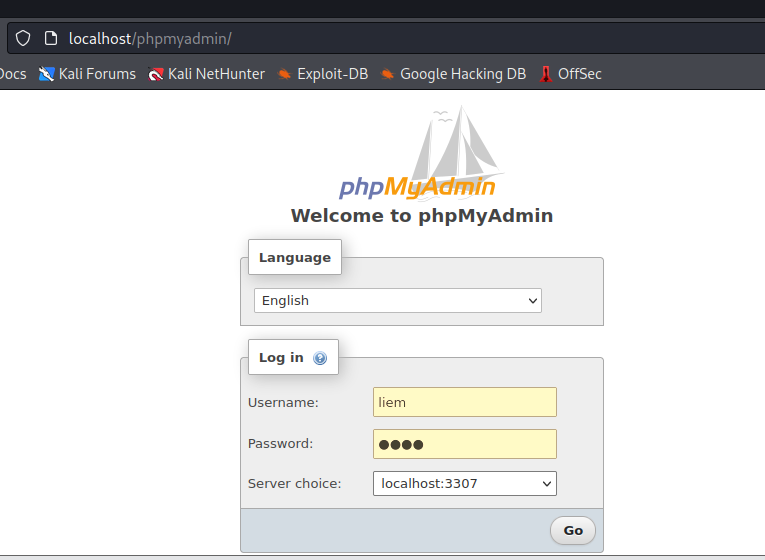 localhost/phpmyadmin/
Docs Kali Forums Kali NetHunter Exploit-DB Google Hacking DB OffSec
phpMyAdmin
Welcome to phpMyAdmin
Language
English
Log in
Username: liem
Password: ●●●●
Server choice: localhost:3307
Go